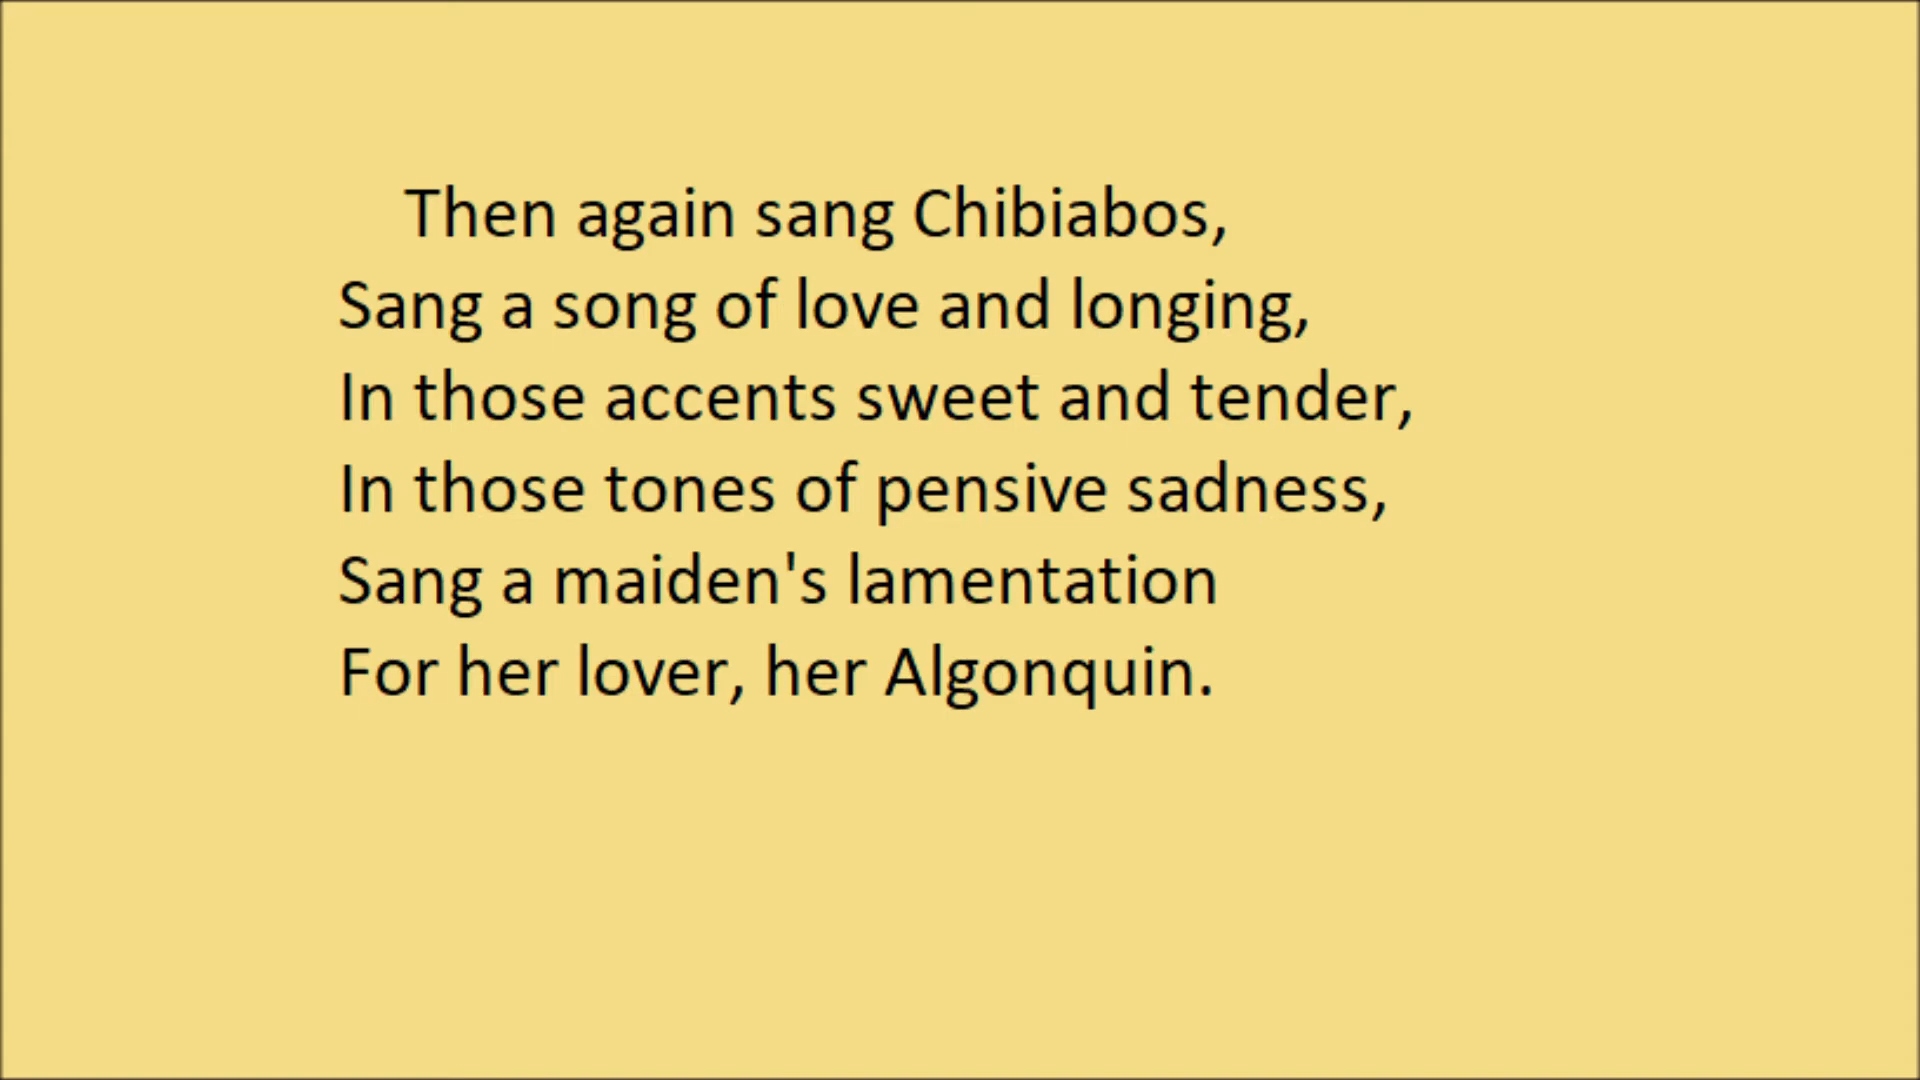 Then again sang Chibiabos,
Sang a song of love and longing,
In those accents sweet and tender,
In those tones of pensive sadness,
Sang a maiden's lamentation
For her lover, her Algonquin.